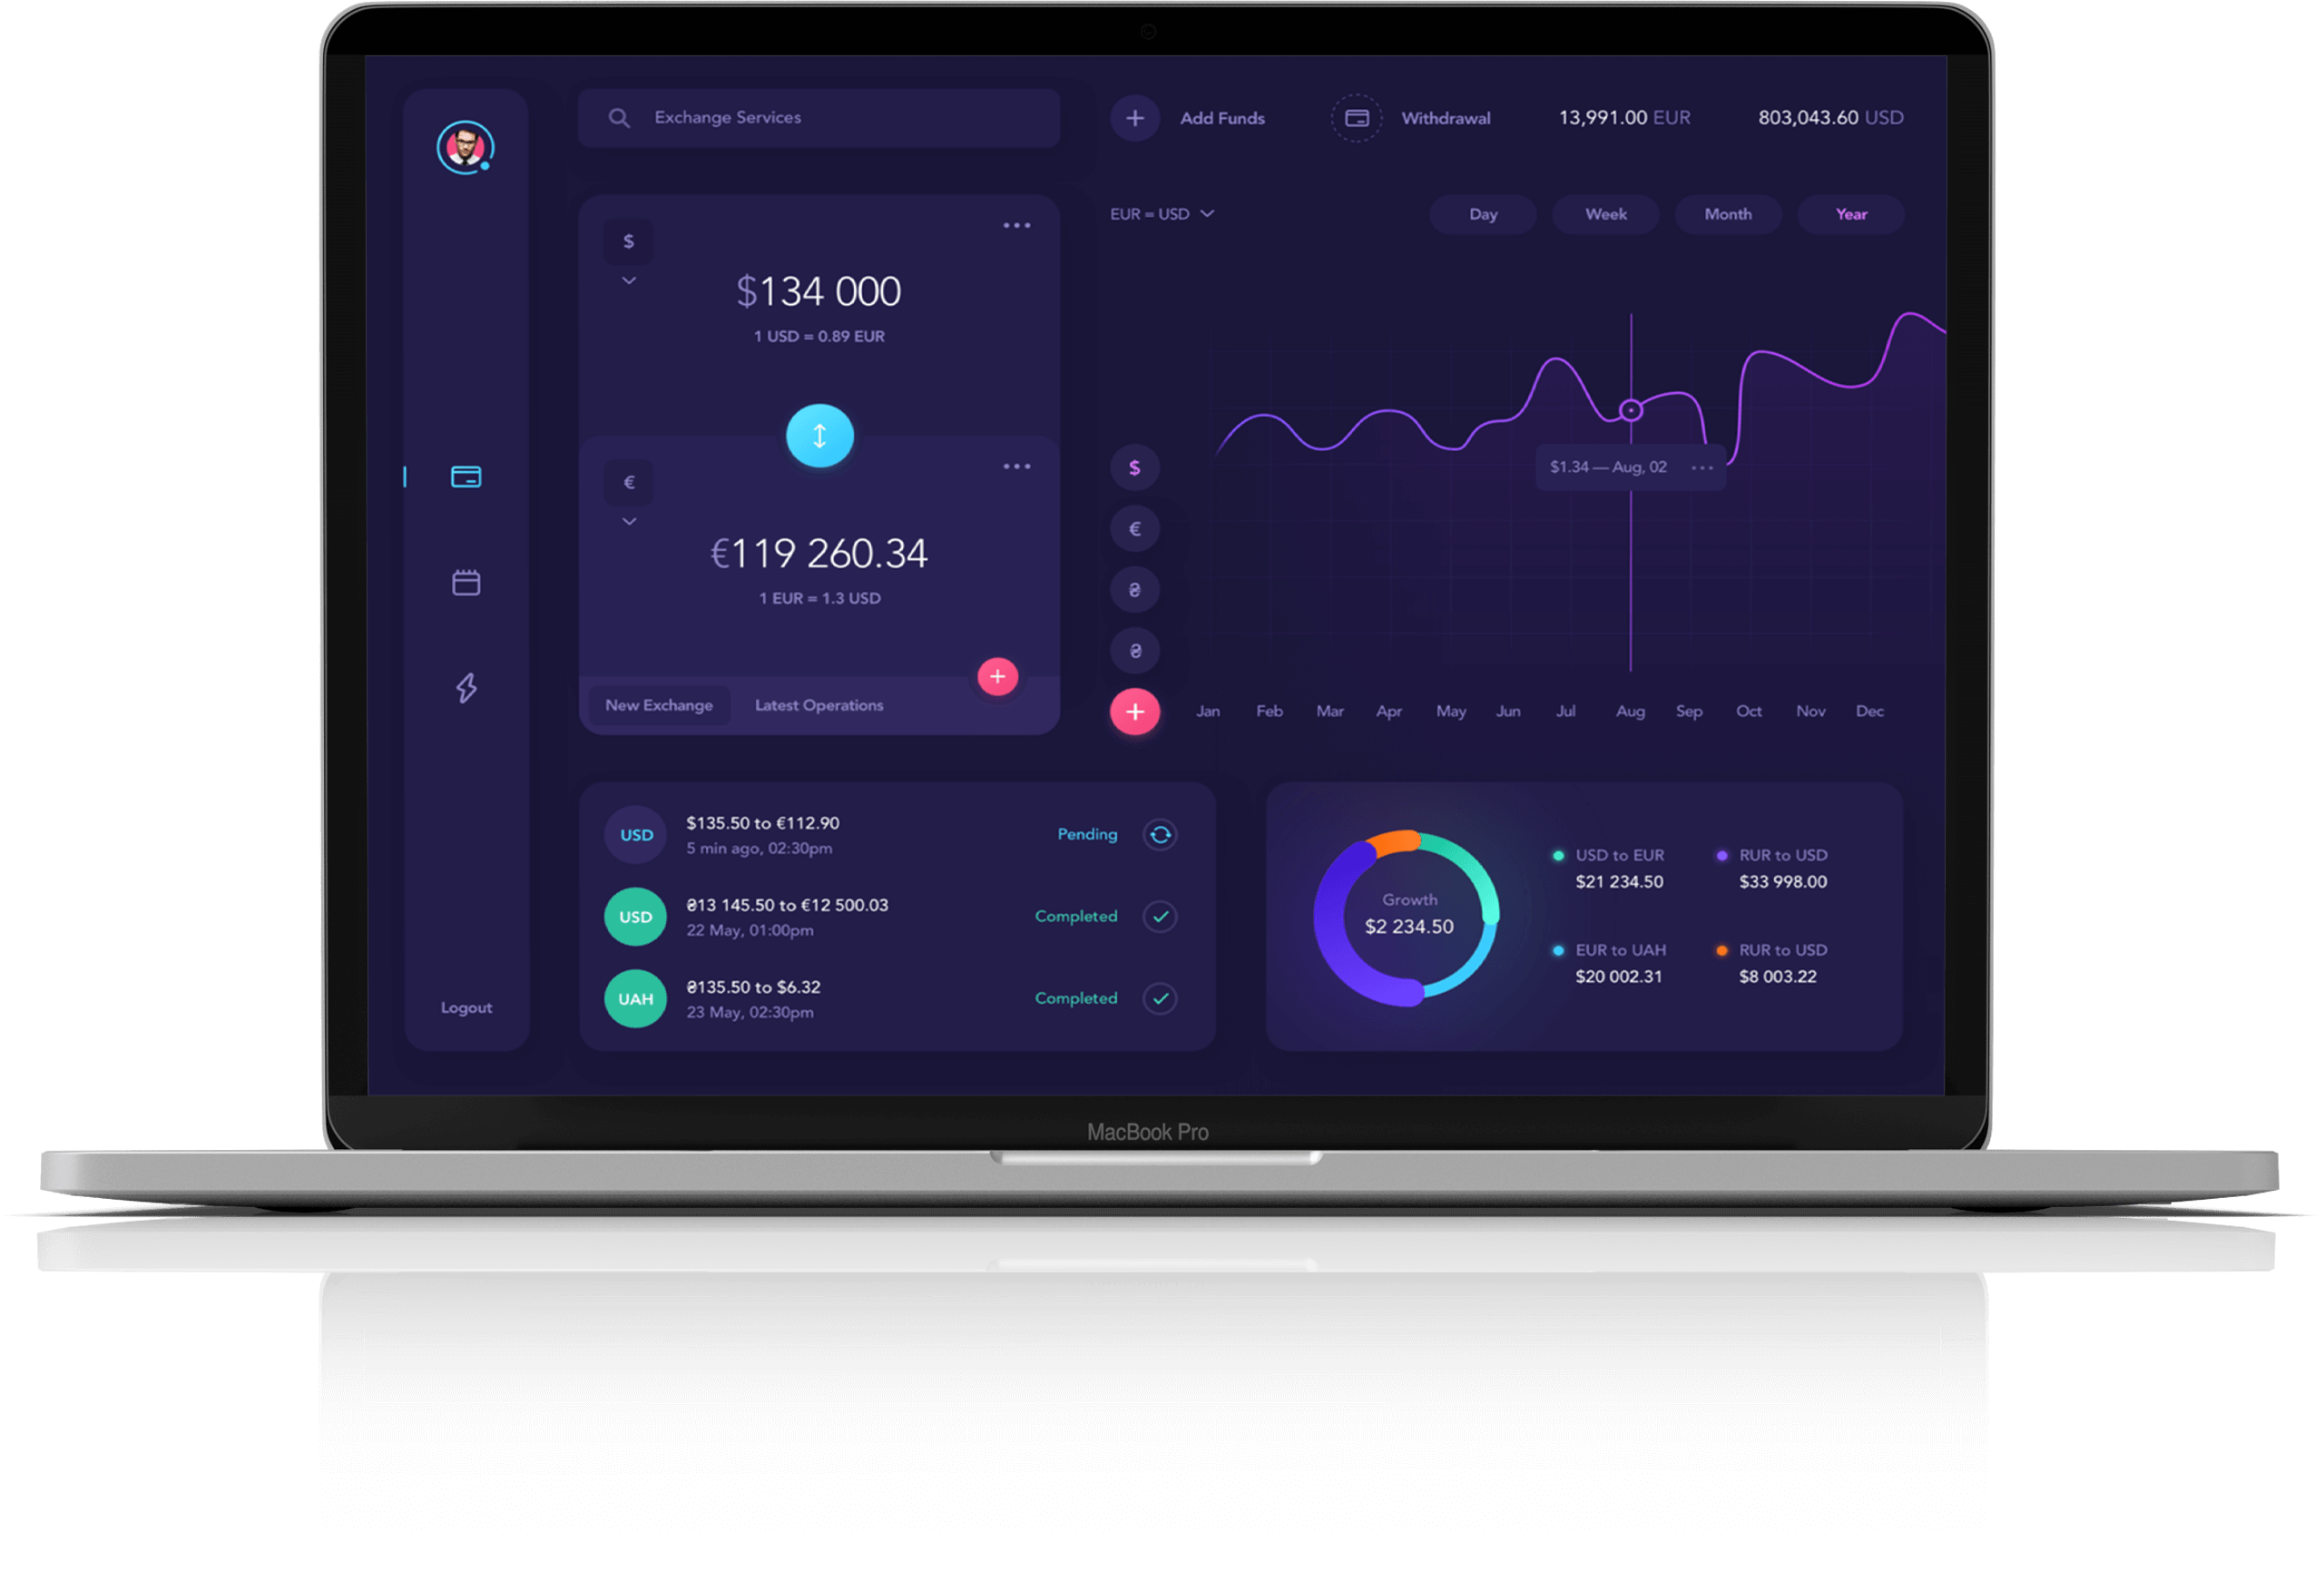 Exchange Services
Add Funds
Withdrawal
13,991.00 EUR
803,043.60 USD
$
$134 000
1 USD = 0.89 EUR
€
€119 260.34
1 EUR = 1.3 USD
New Exchange
Latest Operations
EUR = USD
Day
Week
Month
Year
$1.34 — Aug, 02
$
€
₴
₴
Jan
Feb
Mar
Apr
May
Jun
Jul
Aug
Sep
Oct
Nov
Dec
Logout
USD
$135.50 to €112.90
5 min ago, 02:30pm
Pending
USD
₴13 145.50 to €12 500.03
22 May, 01:00pm
Completed
UAH
₴135.50 to $6.32
23 May, 02:30pm
Completed
Growth
$2 234.50
USD to EUR
$21 234.50
RUR to USD
$33 998.00
EUR to UAH
$20 002.31
RUR to USD
$8 003.22
MacBook Pro